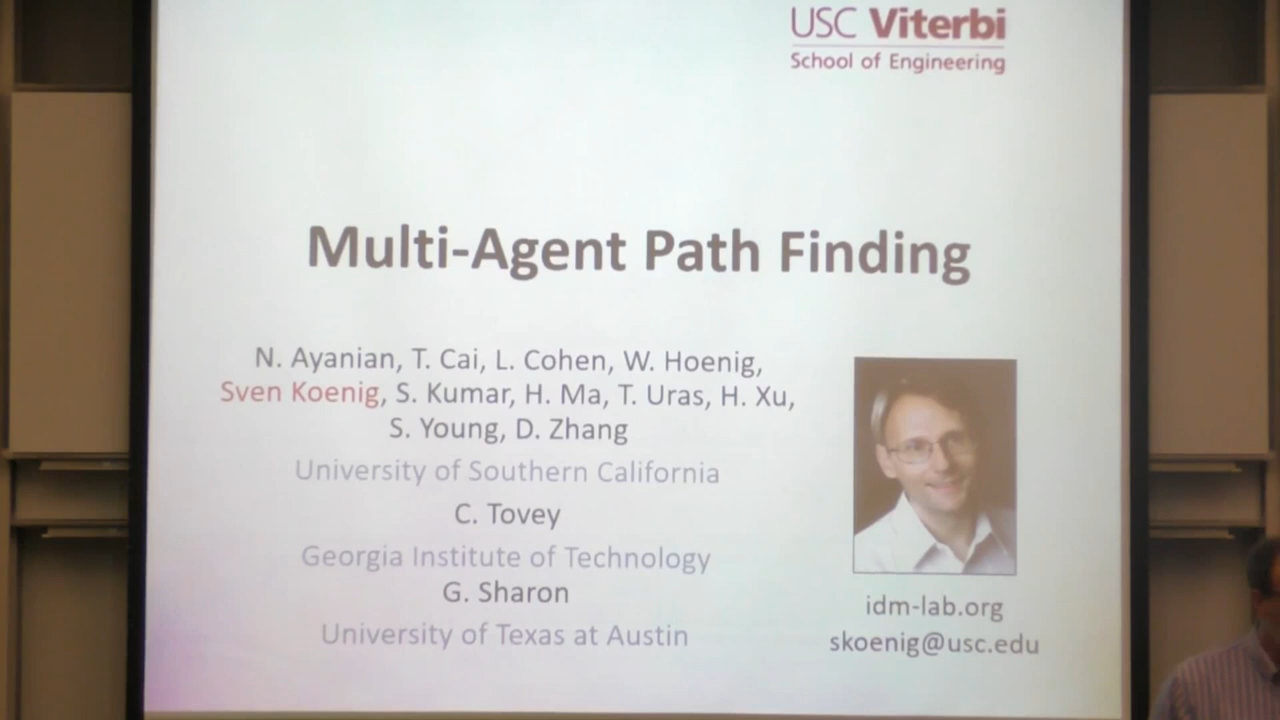 USC Viterbi
School of Engineering
Multi-Agent Path Finding
N. Ayanian, T. Cai, L. Cohen, W. Hoenig,
Sven Koenig, S. Kumar, H. Ma, T. Uras, H. Xu,
S. Young, D. Zhang
University of Southern California
C. Tovey
Georgia Institute of Technology
G. Sharon
University of Texas at Austin
idm-lab.org
skoenig@usc.edu